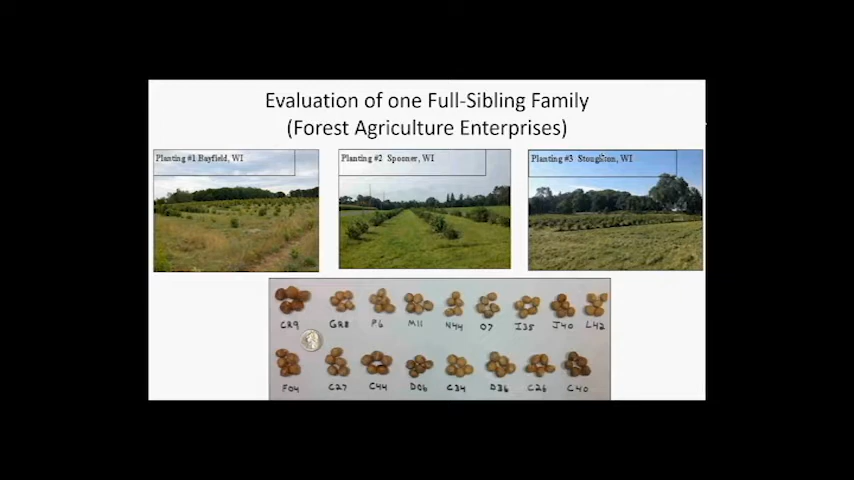 Evaluation of one Full-Sibling Family
(Forest Agriculture Enterprises)
Planting #1 Bayfield, WI
Planting #2 Spooner, WI
Planting #3 Stoughton, WI
CR9 GR8 P6 M11 N44 O7 I35 J40 L42
F04 C27 C44 D06 C34 D36 C26 C40